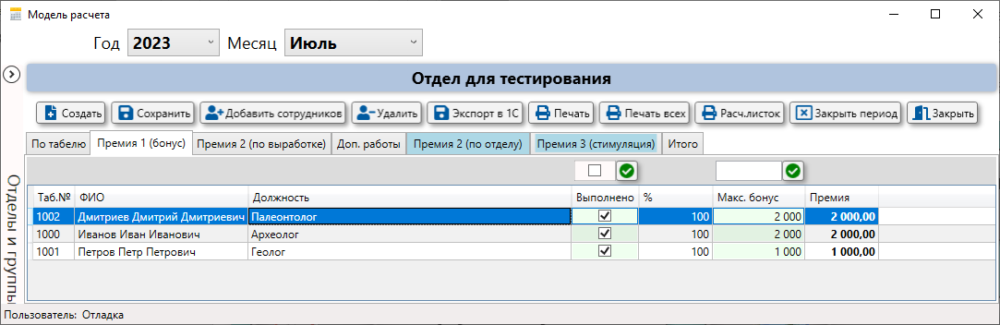 Модель расчета
Год 2023 Месяц Июль
Отдел для тестирования
Создать Сохранить Добавить сотрудников Удалить Экспорт в 1С Печать Печать всех Расч.листок Закрыть период Закрыть
По табелю Премия 1 (бонус) Премия 2 (по выработке) Доп. работы Премия 2 (по отделу) Премия 3 (стимуляция) Итого
Отделы и группы
Таб.№ ФИО Должность Выполнено % Макс. бонус Премия
1002 Дмитриев Дмитрий Дмитриевич Палеонтолог 100 2 000 2 000,00
1000 Иванов Иван Иванович Археолог 100 2 000 2 000,00
1001 Петров Петр Петрович Геолог 100 1 000 1 000,00
Пользователь: Отладка